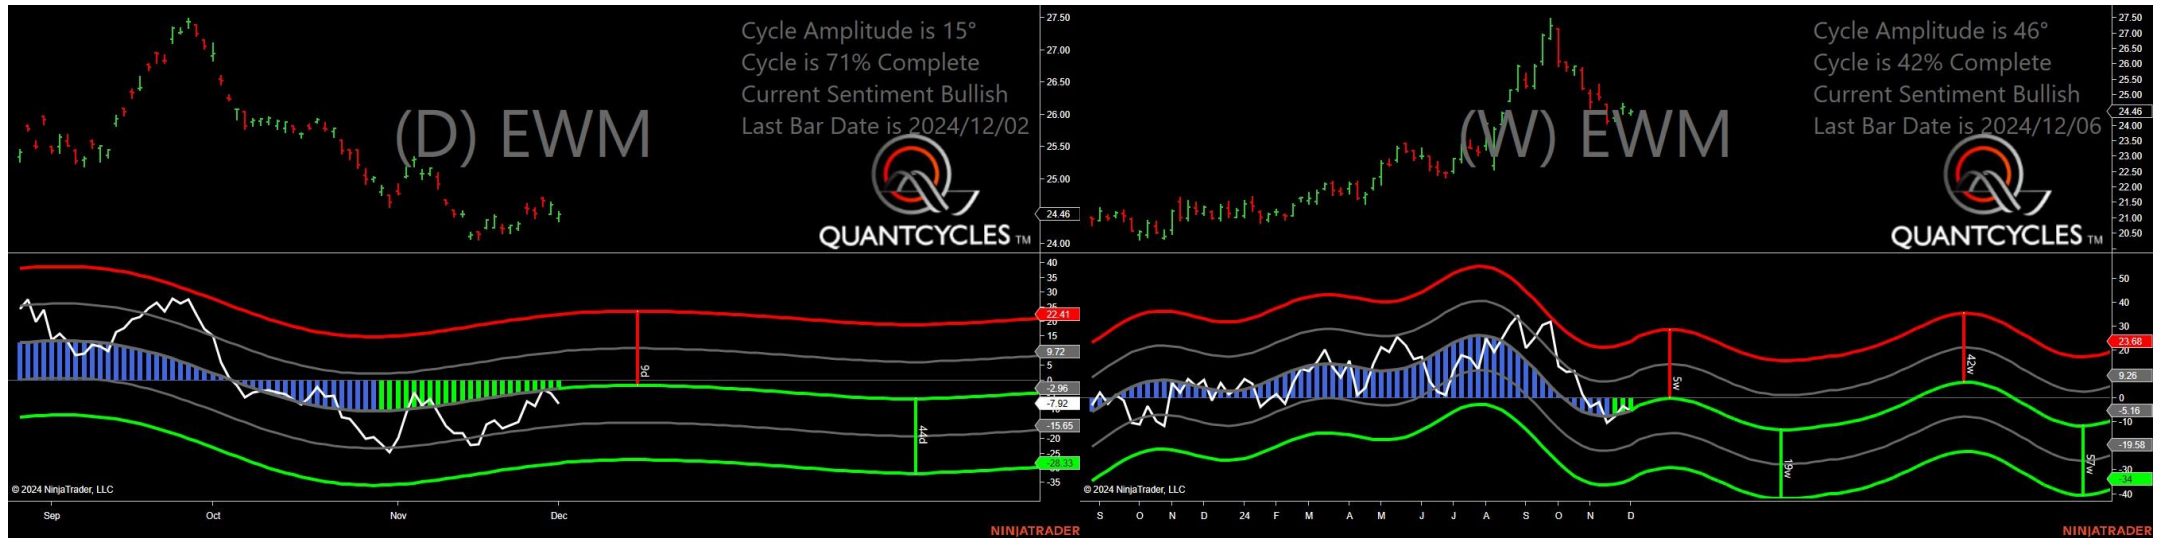 Cycle Amplitude is 15°
Cycle is 71% Complete
Current Sentiment Bullish
Last Bar Date is 2024/12/02
(D) EWM
QUANTCYCLES TM
27.50
27.00
26.50
26.00
25.50
25.00
24.46
24.00
40
35
30
25
22.41
20
15
9.72
5
0
-2.96
-7.92
-10
-15.65
-20
-25
-28.33
-35
9d
44d
© 2024 NinjaTrader, LLC
Sep Oct Nov Dec
NINJATRADER
Cycle Amplitude is 46°
Cycle is 42% Complete
Current Sentiment Bullish
Last Bar Date is 2024/12/06
(W) EWM
QUANTCYCLES TM
27.50
27.00
26.50
26.00
25.50
25.00
24.46
24.00
23.50
23.00
22.50
22.00
21.50
21.00
20.50
50
40
30
23.68
20
9.26
0
-5.16
-10
-19.58
-30
-34
-40
5w
19w
42w
57w
© 2024 NinjaTrader, LLC
S O N D 24 F M A M J J A S O N D
NINJATRADER